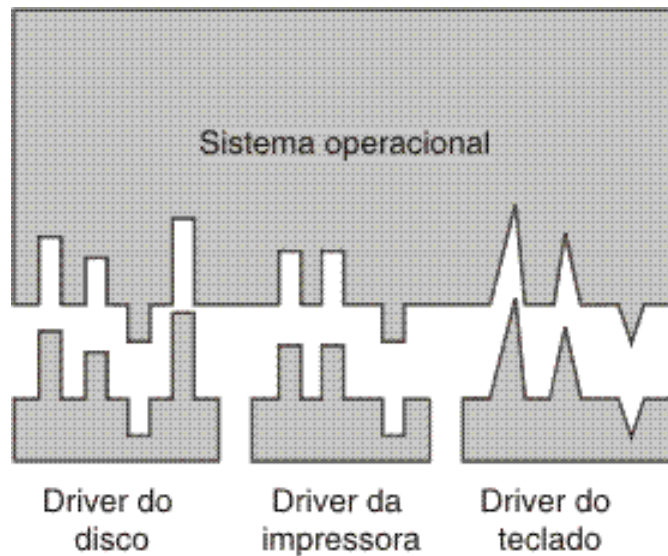 Sistema operacional
Driver do
disco
Driver da
impressora
Driver do
teclado